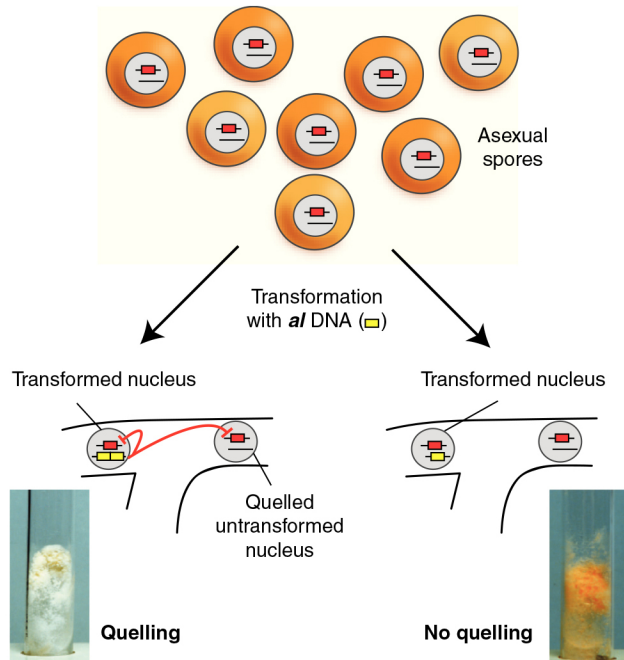 Asexual
spores
Transformation
with al DNA ( )
Transformed nucleus
Transformed nucleus
Quelled
untransformed
nucleus
Quelling
No quelling